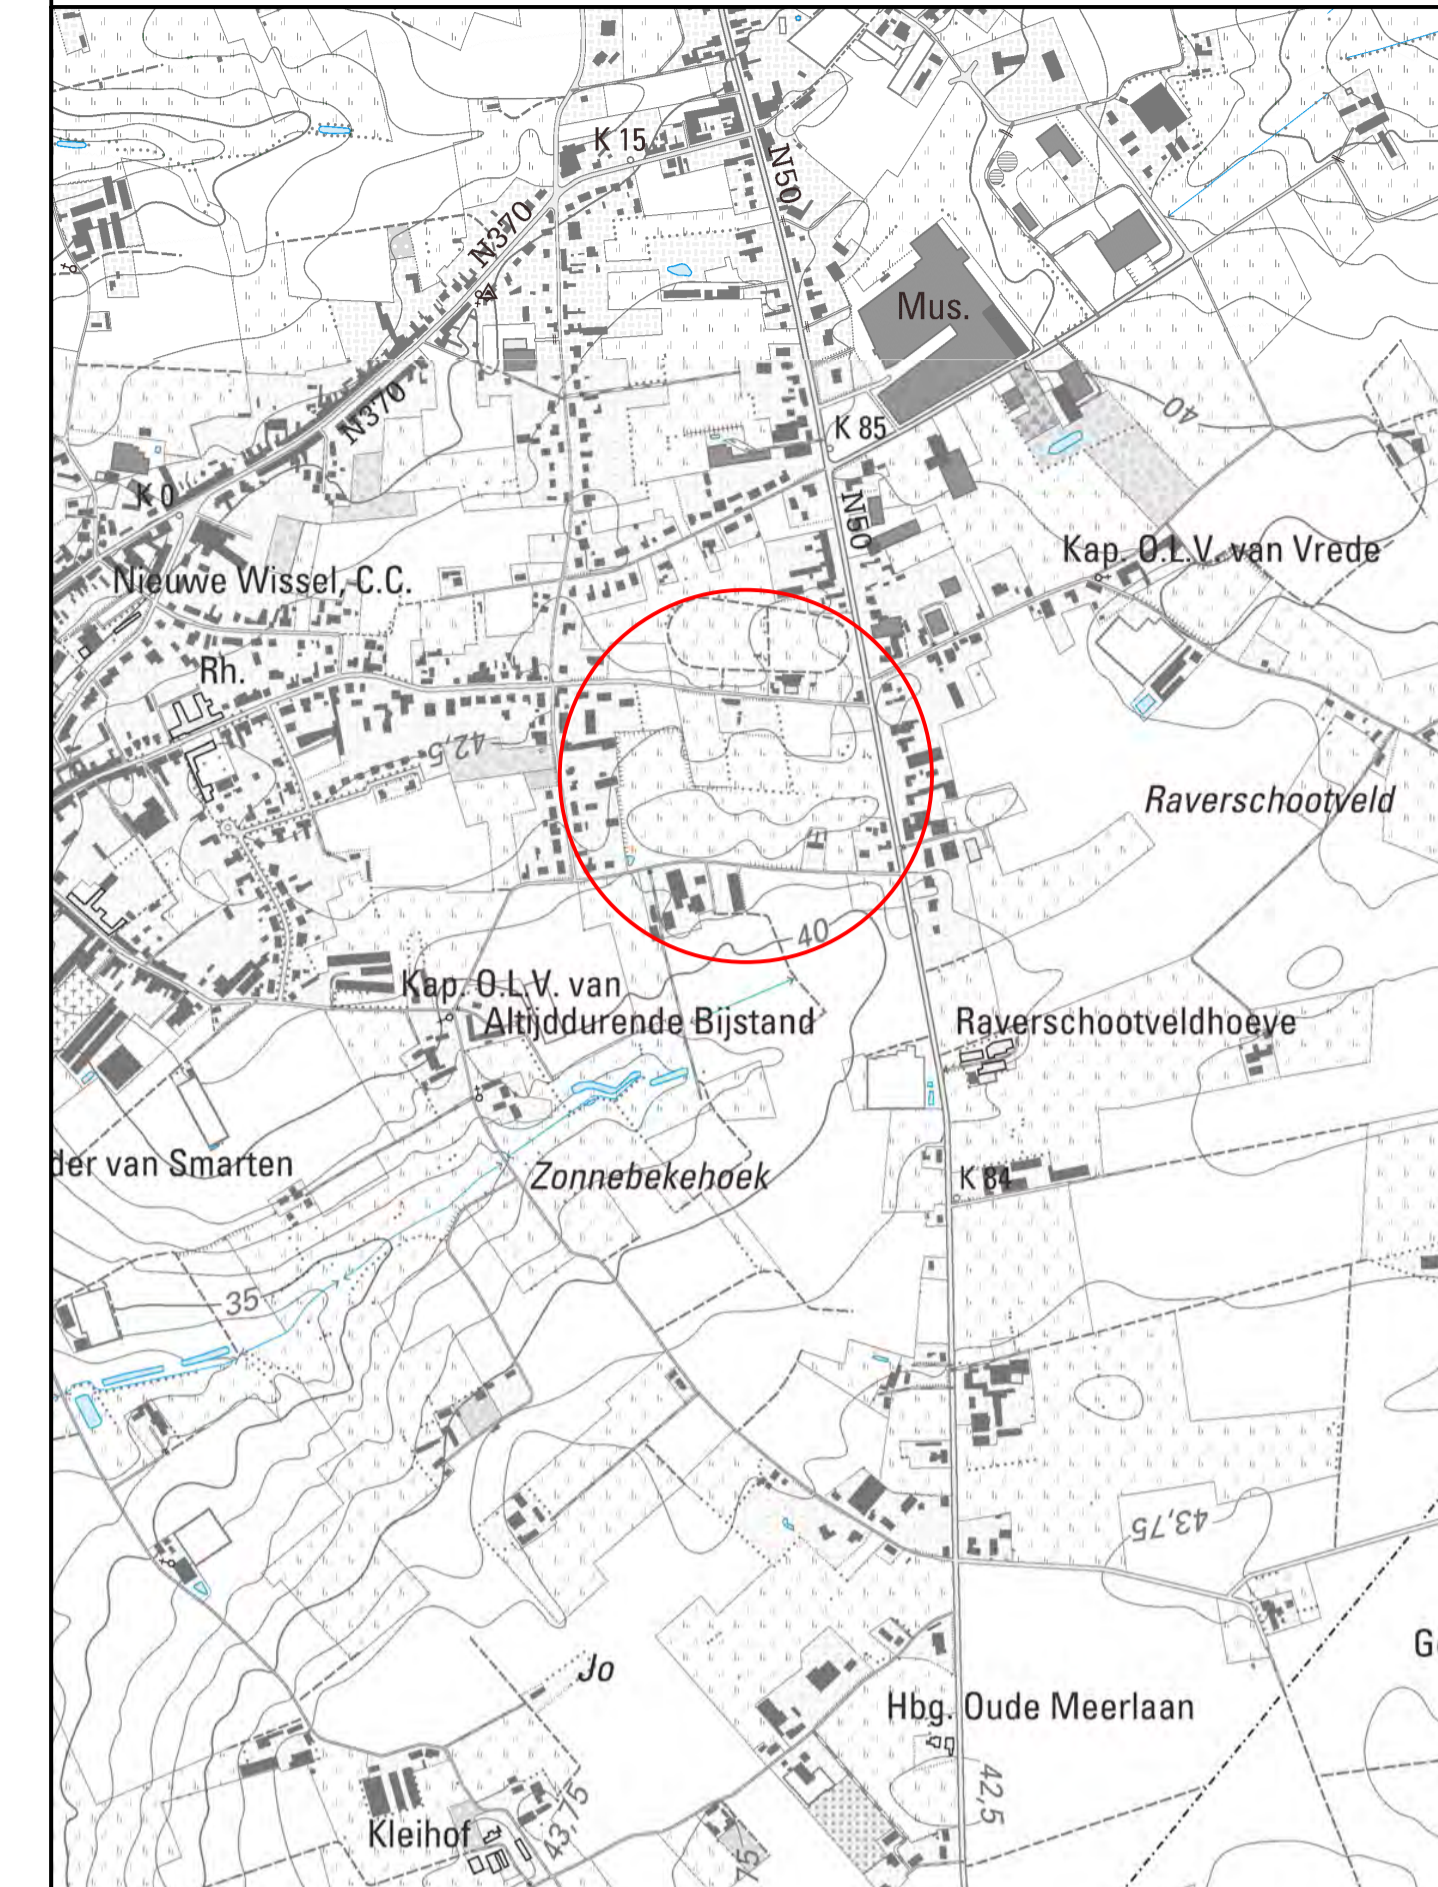 K 15
N50
N370
Mus.
N370
40
K 85
K 0
N50
Kap. O.L.V. van Vrede
Nieuwe Wissel, C.C.
Rh.
42,5
Raverschootveld
40
Kap. O.L.V. van
Altijddurende Bijstand
Raverschootveldhoeve
der van Smarten
Zonnebekehoek
K 84
35
43,75
G
Jo
Hbg. Oude Meerlaan
42,5
43,75
Kleihof
75